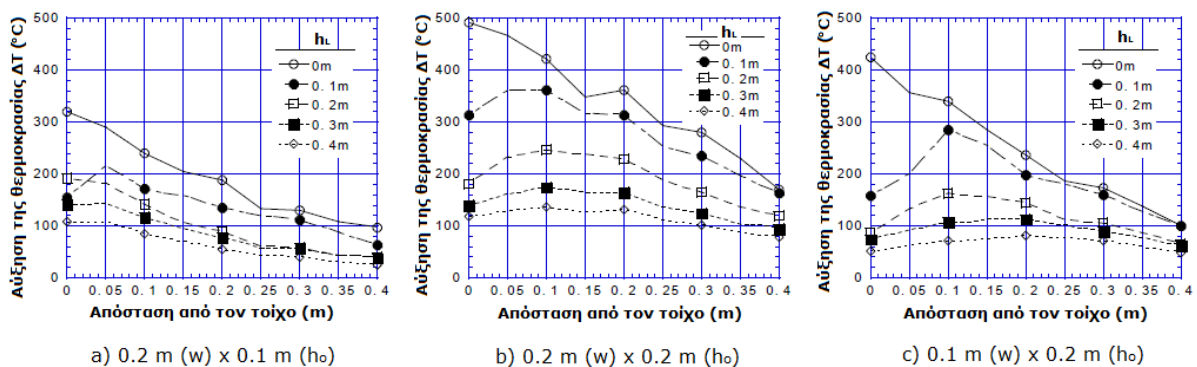 Αύξηση της θερμοκρασίας ΔΤ (°C)
500
400
300
200
100
0
hL
0m
0. 1m
0. 2m
0. 3m
0. 4m
0 0. 05 0. 1 0. 15 0. 2 0. 25 0. 3 0. 35 0. 4
Απόσταση από τον τοίχο (m)
a) 0.2 m (w) x 0.1 m (ho)
Αύξηση της θερμοκρασίας ΔΤ (°C)
500
400
300
200
100
0
hL
0m
0. 1m
0. 2m
0. 3m
0. 4m
0 0. 05 0. 1 0. 15 0. 2 0. 25 0. 3 0. 35 0. 4
Απόσταση από τον τοίχο (m)
b) 0.2 m (w) x 0.2 m (ho)
Αύξηση της θερμοκρασίας ΔΤ (°C)
500
400
300
200
100
0
hL
0m
0. 1m
0. 2m
0. 3m
0. 4m
0 0. 05 0. 1 0. 15 0. 2 0. 25 0. 3 0. 35 0. 4
Απόσταση από τον τοίχο (m)
c) 0.1 m (w) x 0.2 m (ho)